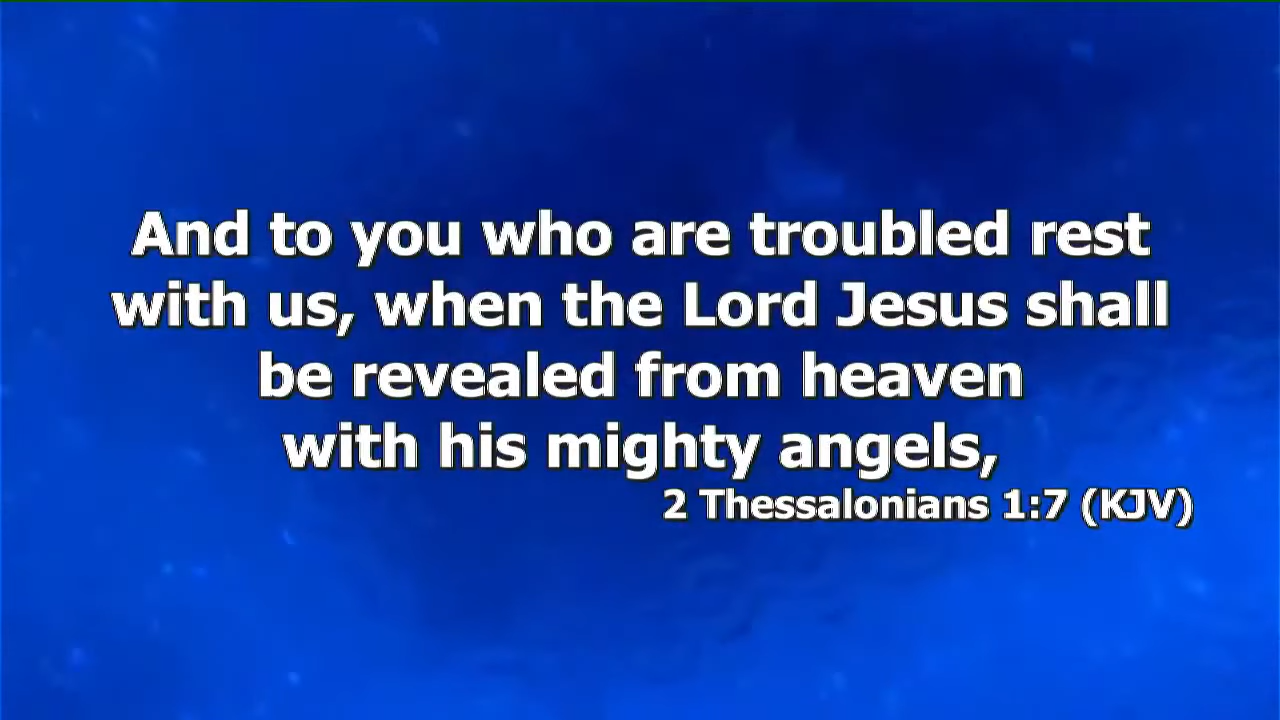 And to you who are troubled rest
with us, when the Lord Jesus shall
be revealed from heaven
with his mighty angels,
2 Thessalonians 1:7 (KJV)